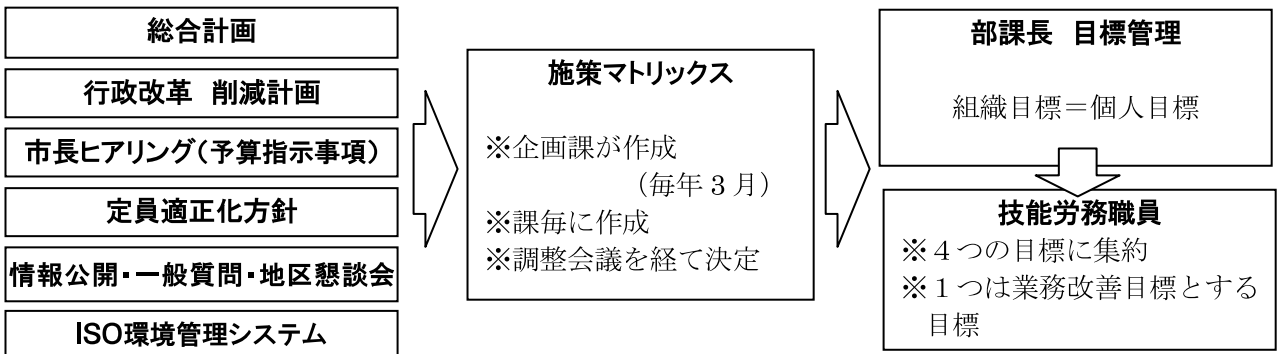 総合計画
行政改革　削減計画
市長ヒアリング(予算指示事項)
定員適正化方針
情報公開・一般質問・地区懇談会
ISO環境管理システム
施策マトリックス
※企画課が作成
（毎年３月）
※課毎に作成
※調整会議を経て決定
部課長　目標管理
組織目標＝個人目標
技能労務職員
※４つの目標に集約
※１つは業務改善目標とする
目標